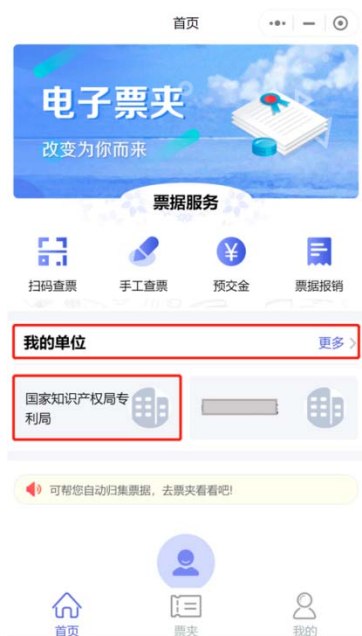 首页
电子票夹
改变为你而来
票据服务
扫码查票
手工查票
预交金
票据报销
我的单位
更多
国家知识产权局专
利局
可帮您自动归集票据，去票夹看看吧!
首页
票夹
我的